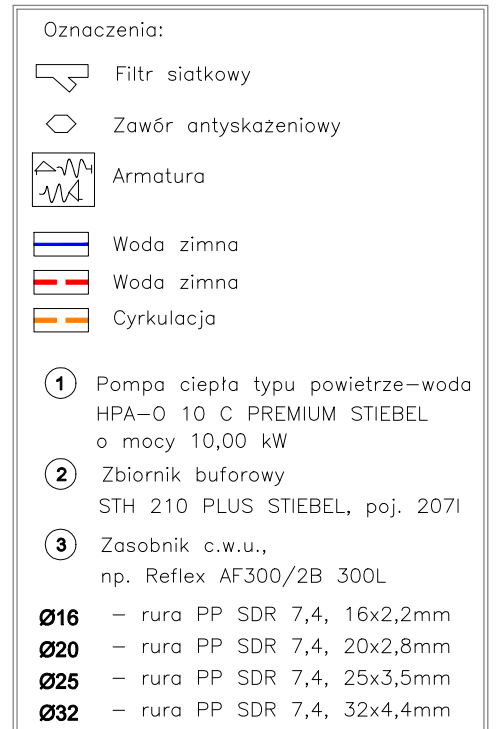 Oznaczenia:
Filtr siatkowy
Zawór antyskażeniowy
Armatura
Woda zimna
Woda zimna
Cyrkulacja
1 Pompa ciepła typu powietrze–woda
HPA–O 10 C PREMIUM STIEBEL
o mocy 10,00 kW
2 Zbiornik buforowy
STH 210 PLUS STIEBEL, poj. 207l
3 Zasobnik c.w.u.,
np. Reflex AF300/2B 300L
Ø16 – rura PP SDR 7,4, 16x2,2mm
Ø20 – rura PP SDR 7,4, 20x2,8mm
Ø25 – rura PP SDR 7,4, 25x3,5mm
Ø32 – rura PP SDR 7,4, 32x4,4mm